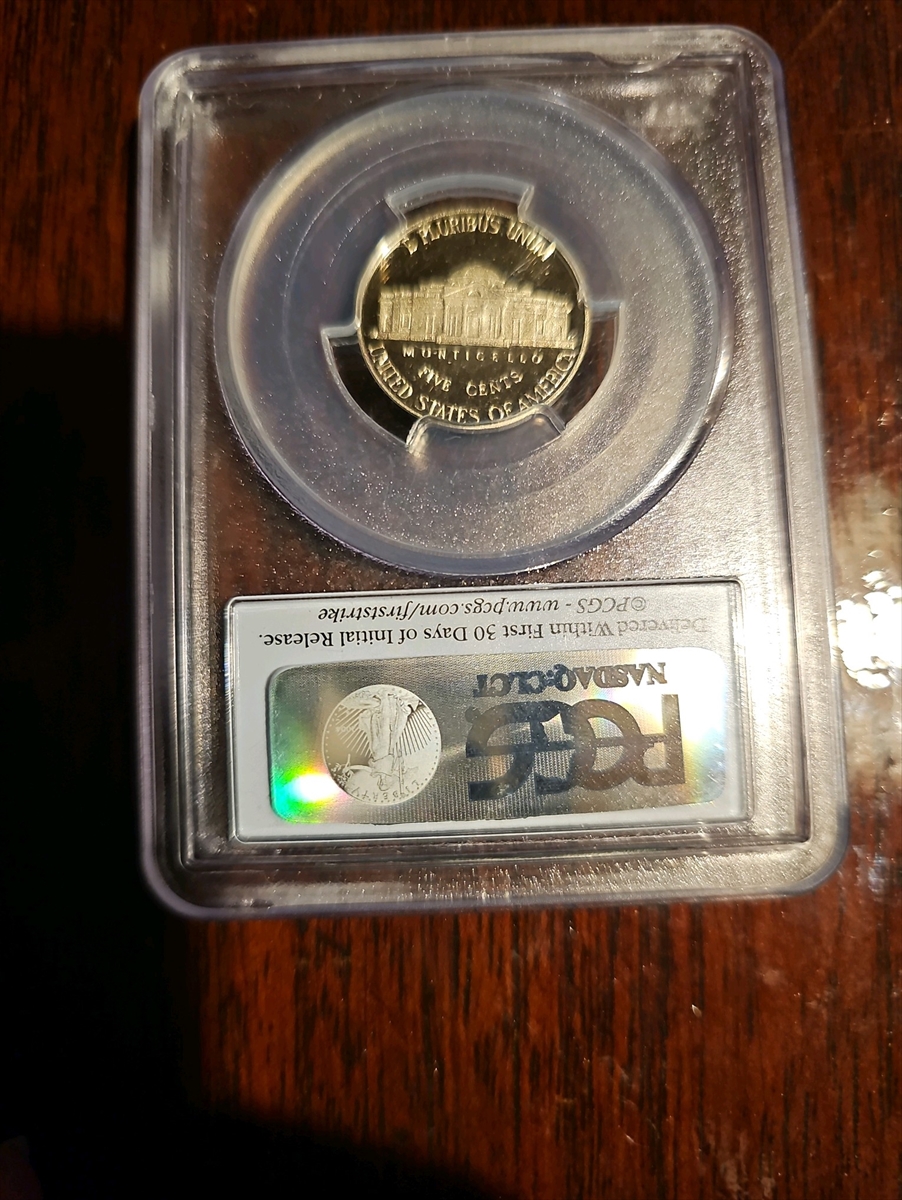 E PLURIBUS UNUM
MONTICELLO
FIVE CENTS
UNITED STATES OF AMERICA
PCGS
NASDAQ:CLCT
LIBERTY
Delivered Within First 30 Days of Initial Release.
©PCGS - www.pcgs.com/firststrike